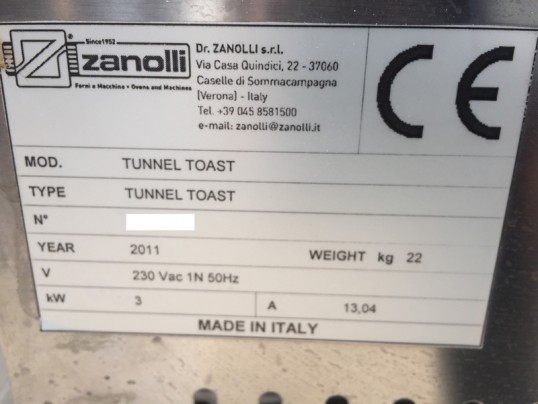 Since1952
zanolli
Forni e Macchine • Ovens and Machines
Dr. ZANOLLI s.r.l.
Via Casa Quindici, 22 - 37060
Caselle di Sommacampagna
(Verona) - Italy
Tel. +39 045 8581500
e-mail: zanolli@zanolli.it
CE
MOD. TUNNEL TOAST
TYPE TUNNEL TOAST
N°
YEAR 2011 WEIGHT kg 22
V 230 Vac 1N 50Hz
kW 3 A 13,04
MADE IN ITALY